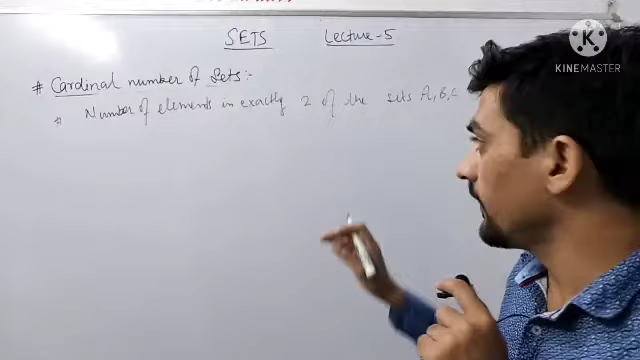 SETS Lecture-5
# Cardinal number of Sets:-
* Number of elements in exactly 2 of the sets A, B, C
KINEMASTER